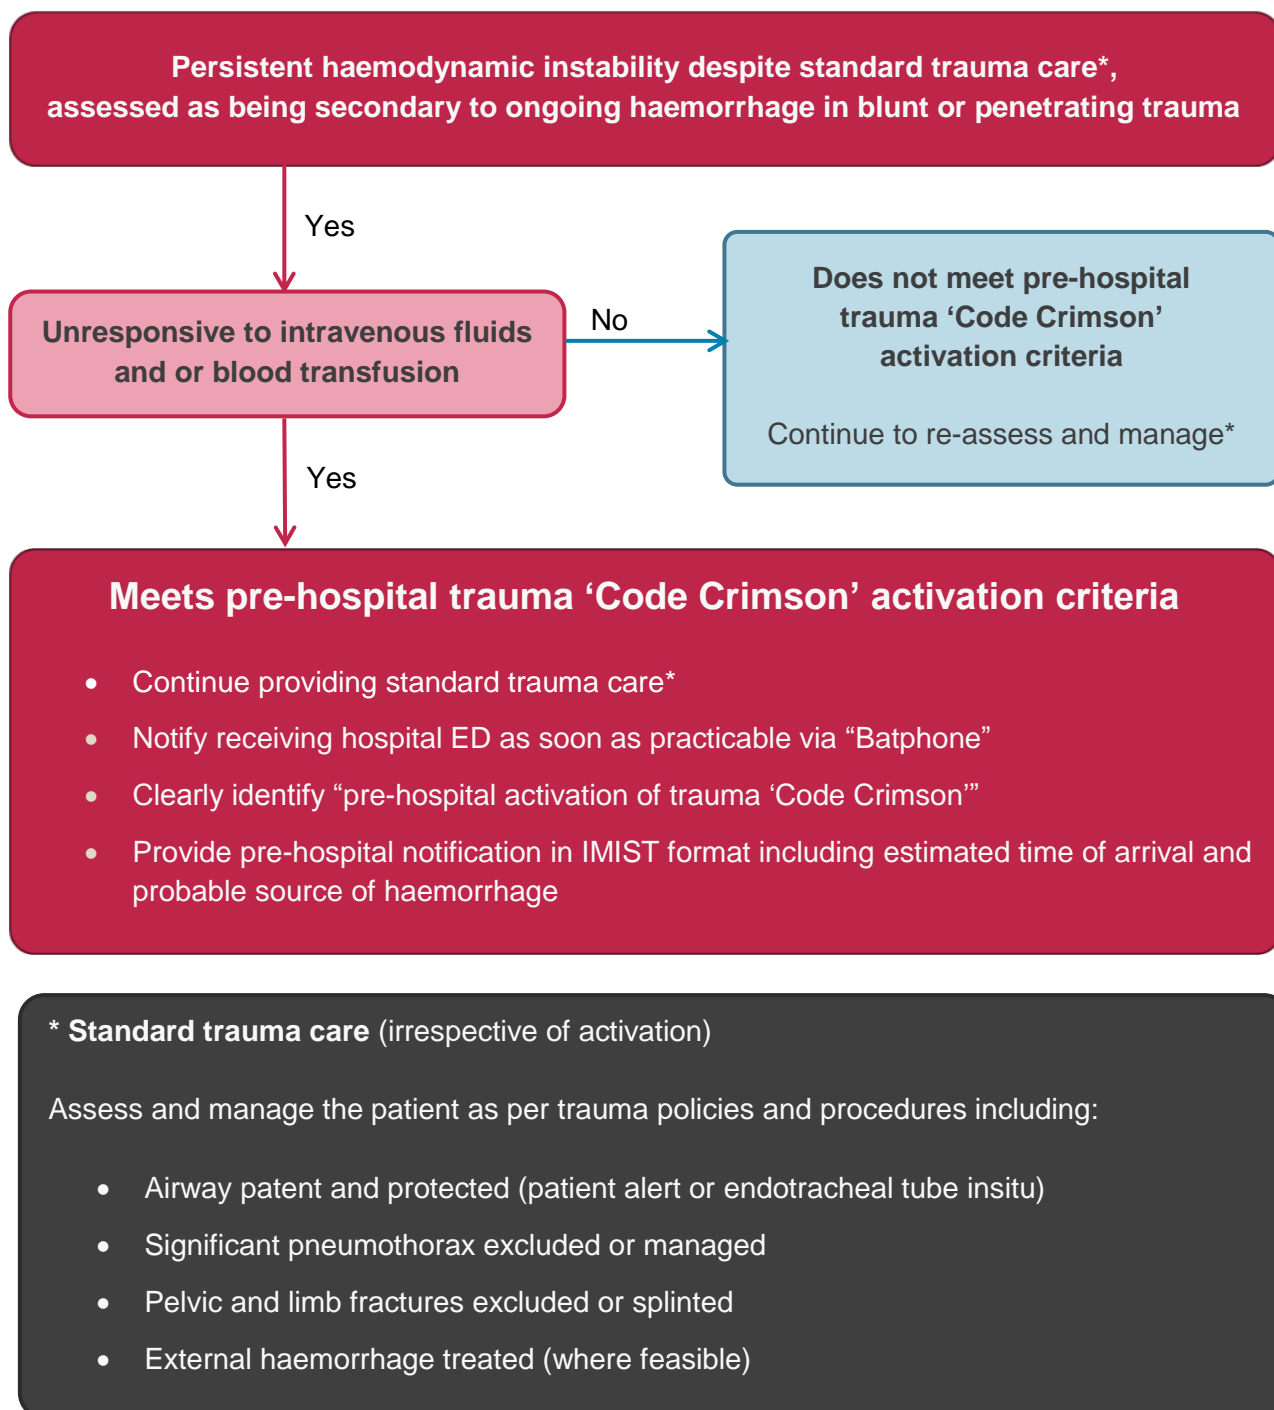 Persistent haemodynamic instability despite standard trauma care*,
assessed as being secondary to ongoing haemorrhage in blunt or penetrating trauma
Yes
Unresponsive to intravenous fluids
and or blood transfusion
No
Does not meet pre-hospital
trauma ‘Code Crimson’
activation criteria
Continue to re-assess and manage*
Yes
Meets pre-hospital trauma ‘Code Crimson’ activation criteria
• Continue providing standard trauma care*
• Notify receiving hospital ED as soon as practicable via “Batphone”
• Clearly identify “pre-hospital activation of trauma ‘Code Crimson’”
• Provide pre-hospital notification in IMIST format including estimated time of arrival and
probable source of haemorrhage
* Standard trauma care (irrespective of activation)
Assess and manage the patient as per trauma policies and procedures including:
• Airway patent and protected (patient alert or endotracheal tube insitu)
• Significant pneumothorax excluded or managed
• Pelvic and limb fractures excluded or splinted
• External haemorrhage treated (where feasible)